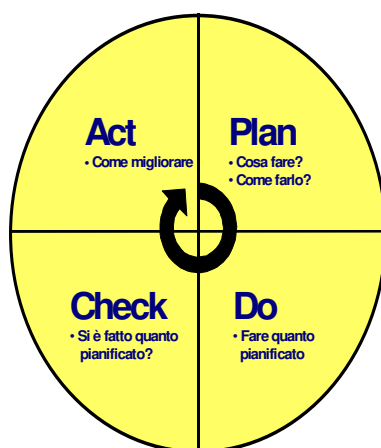 Act
• Come migliorare
Plan
• Cosa fare?
• Come farlo?
Check
• Si è fatto quanto
pianificato?
Do
• Fare quanto
pianificato